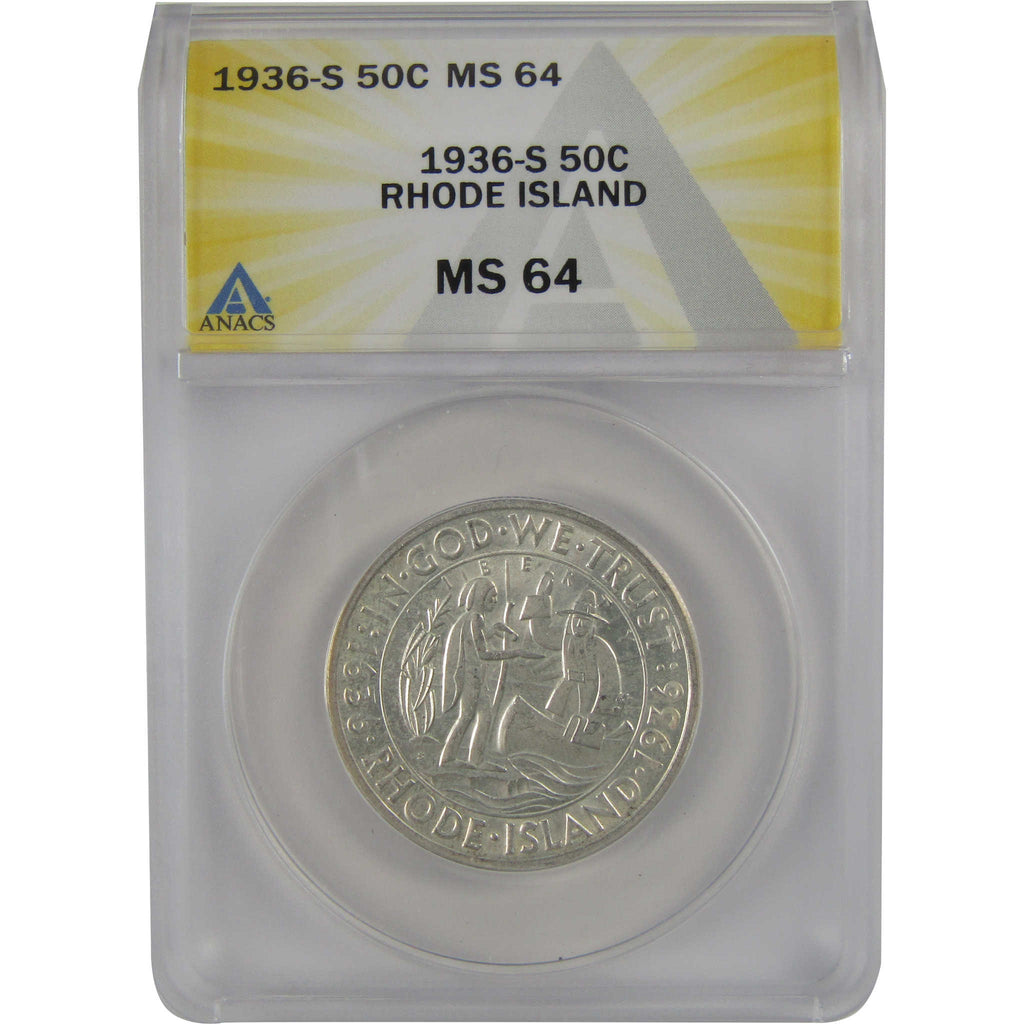 1936-S 50C MS 64
1936-S 50C
RHODE ISLAND
MS 64
ANACS
IN·GOD·WE·TRUST
LIBERTY
1636·RHODE·ISLAND·1936